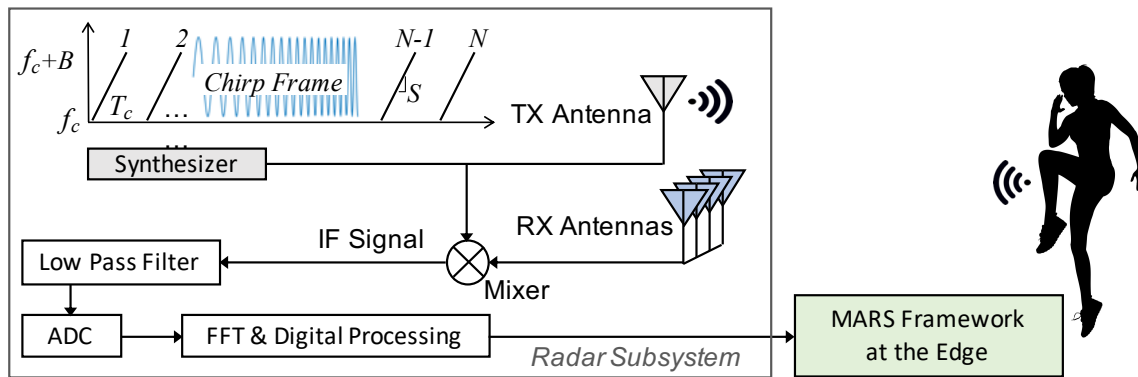 1 2 N-1 N
f_c+B
Chirp Frame
S
T_c
TX Antenna
f_c
…
…
Synthesizer
RX Antennas
IF Signal
Low Pass Filter
Mixer
MARS Framework
at the Edge
ADC
FFT & Digital Processing
Radar Subsystem